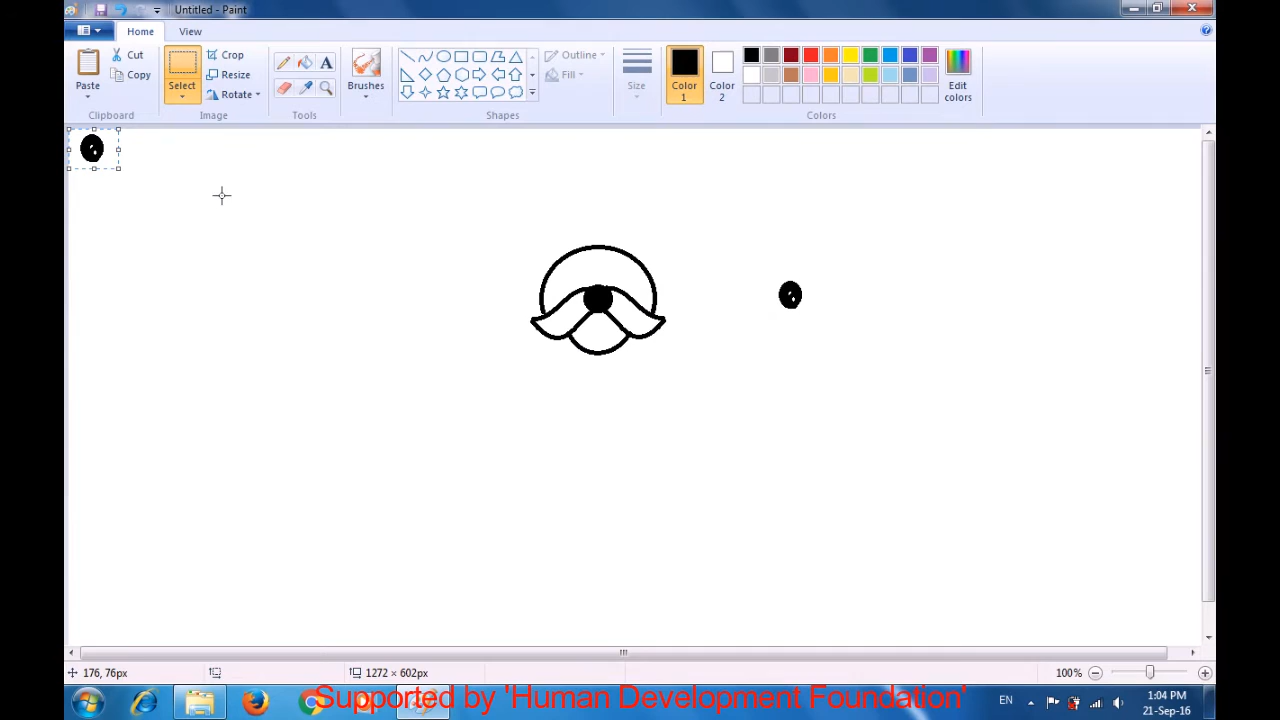 Untitled - Paint
Home
View
Paste
Cut
Copy
Clipboard
Select
Crop
Resize
Rotate
Image
Tools
Brushes
Shapes
Outline
Fill
Size
Color 1
Color 2
Edit colors
Colors
176, 76px
1272 × 602px
100%
EN
1:04 PM
21-Sep-16
Supported by 'Human Development Foundation'